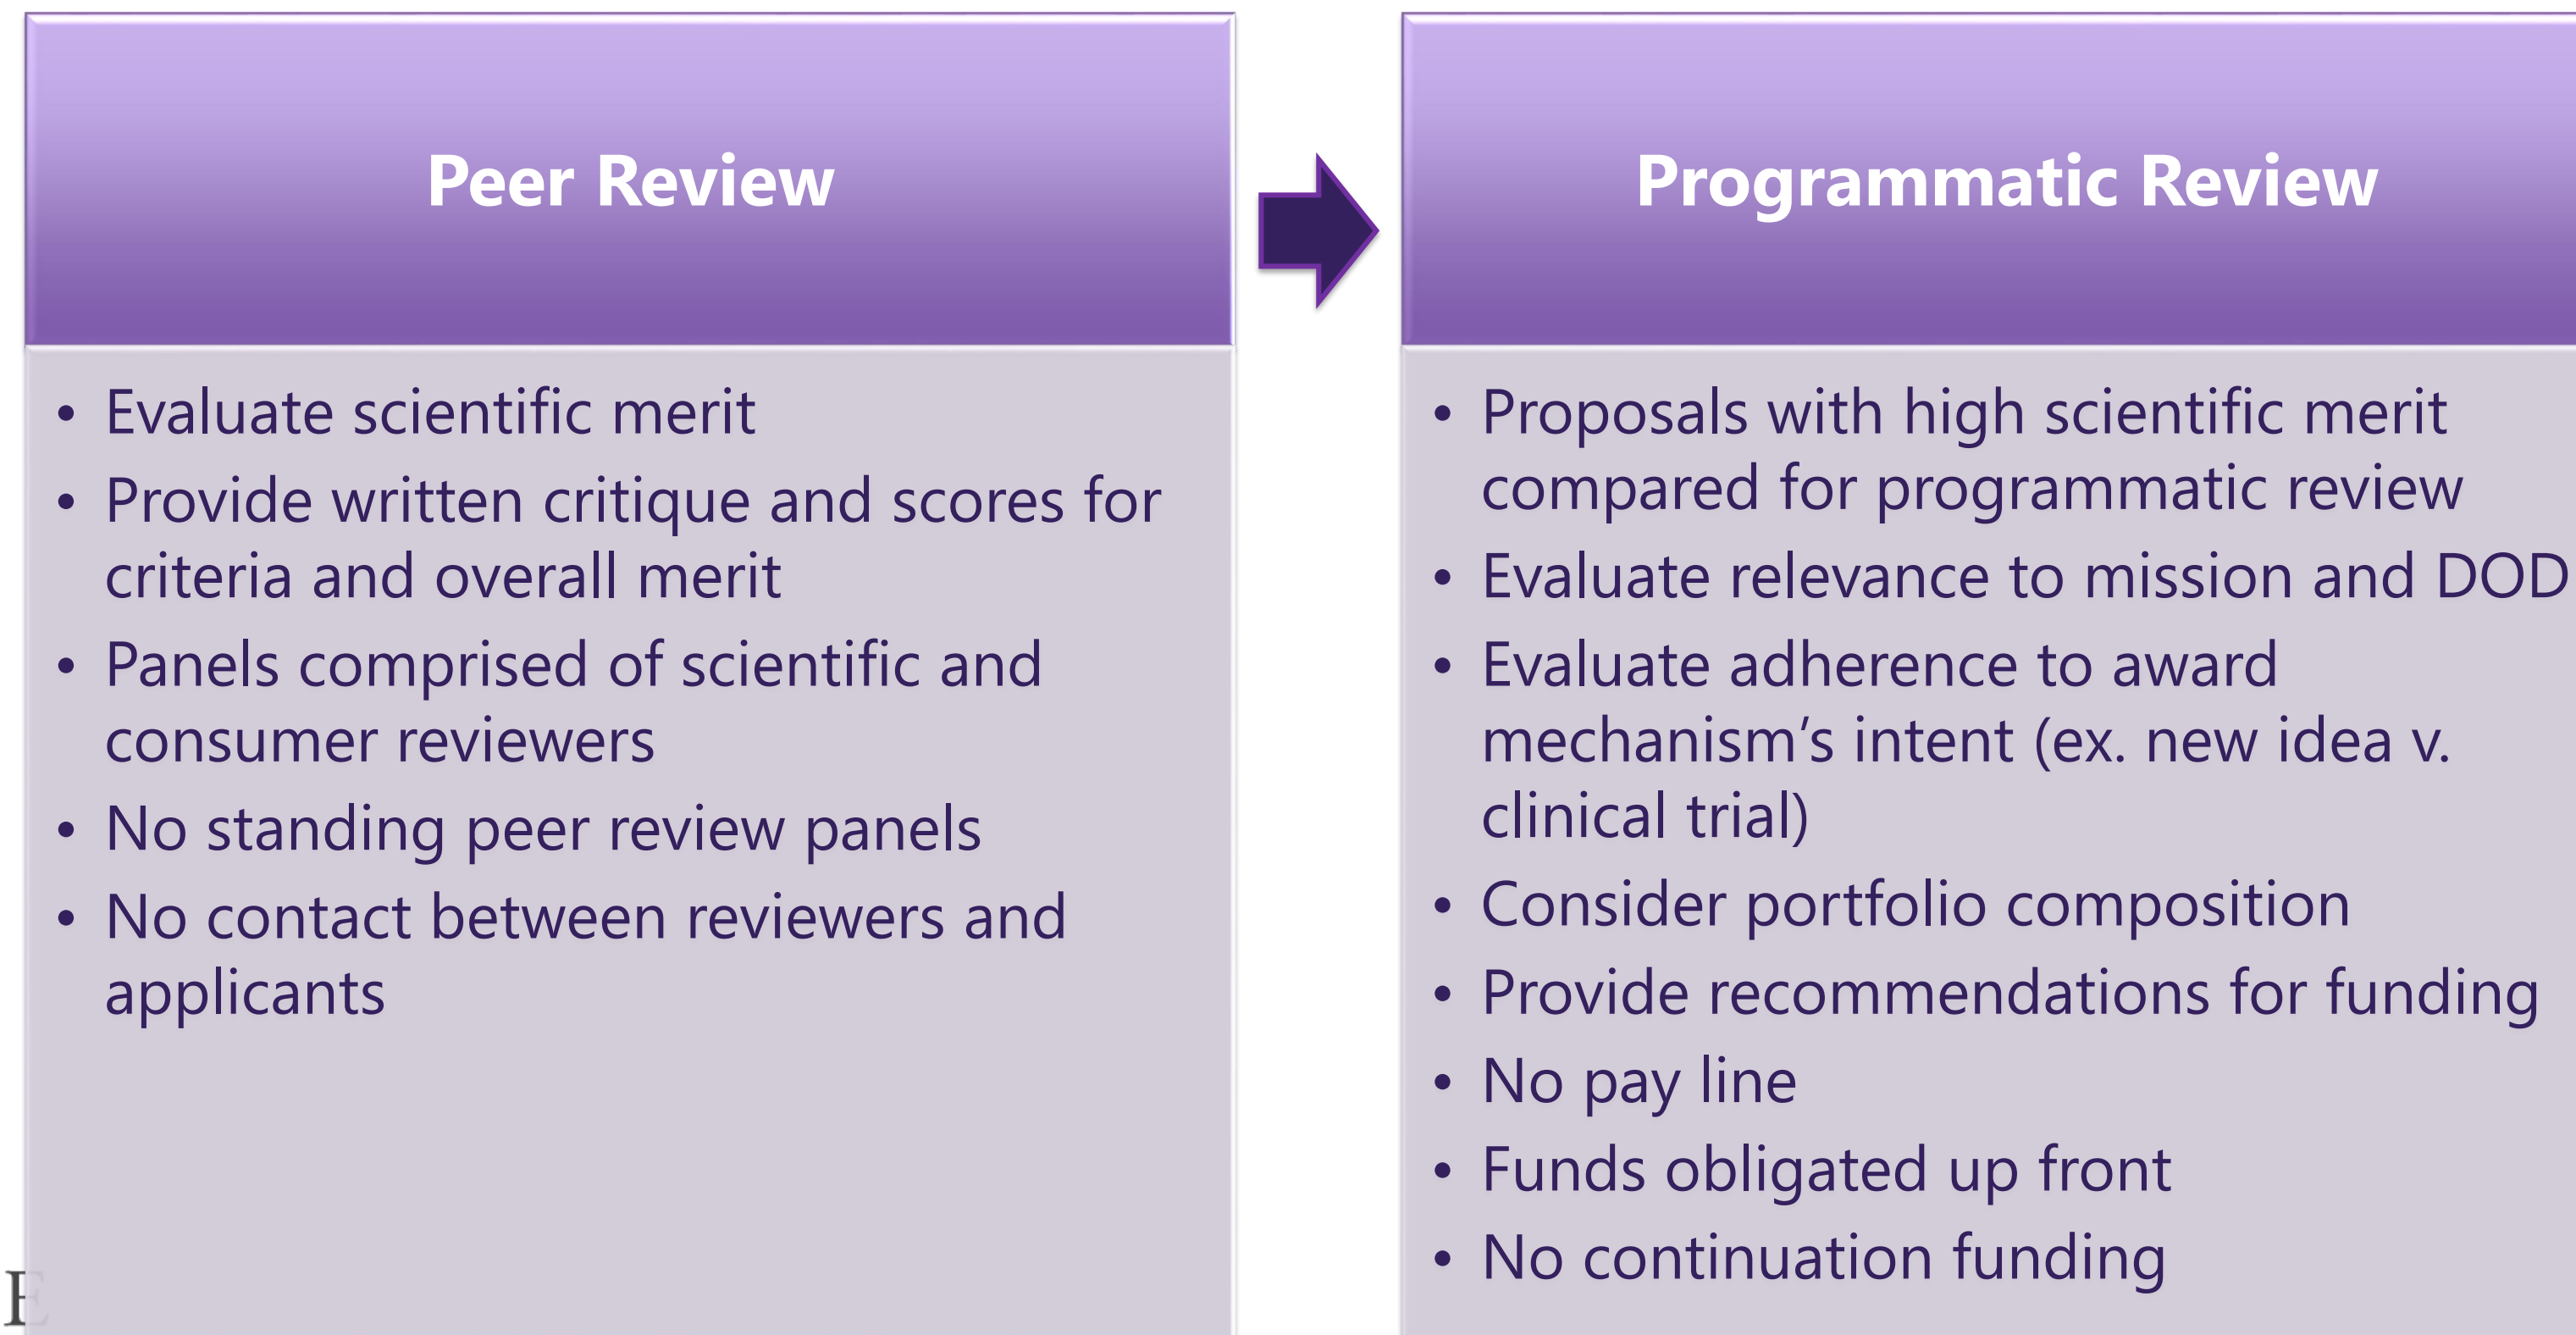 Peer Review
• Evaluate scientific merit
• Provide written critique and scores for
criteria and overall merit
• Panels comprised of scientific and
consumer reviewers
• No standing peer review panels
• No contact between reviewers and
applicants
Programmatic Review
• Proposals with high scientific merit
compared for programmatic review
• Evaluate relevance to mission and DOD
• Evaluate adherence to award
mechanism’s intent (ex. new idea v.
clinical trial)
• Consider portfolio composition
• Provide recommendations for funding
• No pay line
• Funds obligated up front
• No continuation funding
E